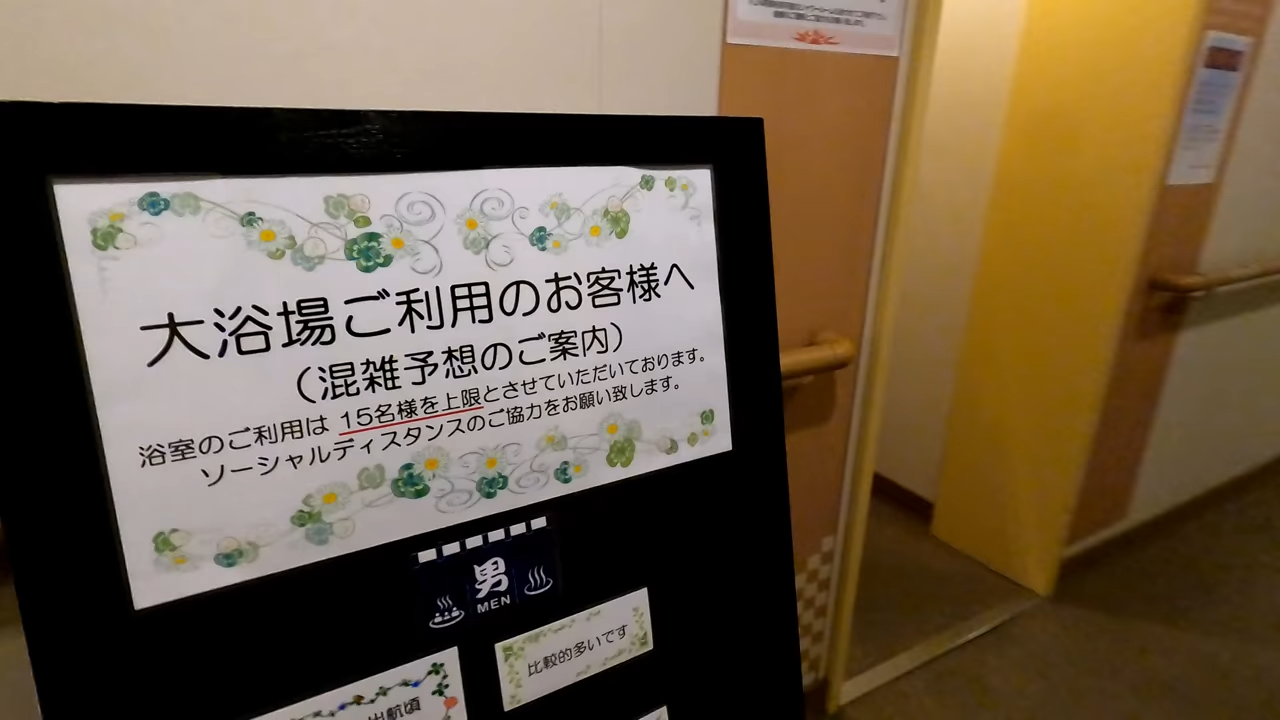 大浴場ご利用のお客様へ
（混雑予想のご案内）
浴室のご利用は 15名様を上限とさせていただいております。
ソーシャルディスタンスのご協力をお願い致します。
男
MEN
比較的多いです
出航頃